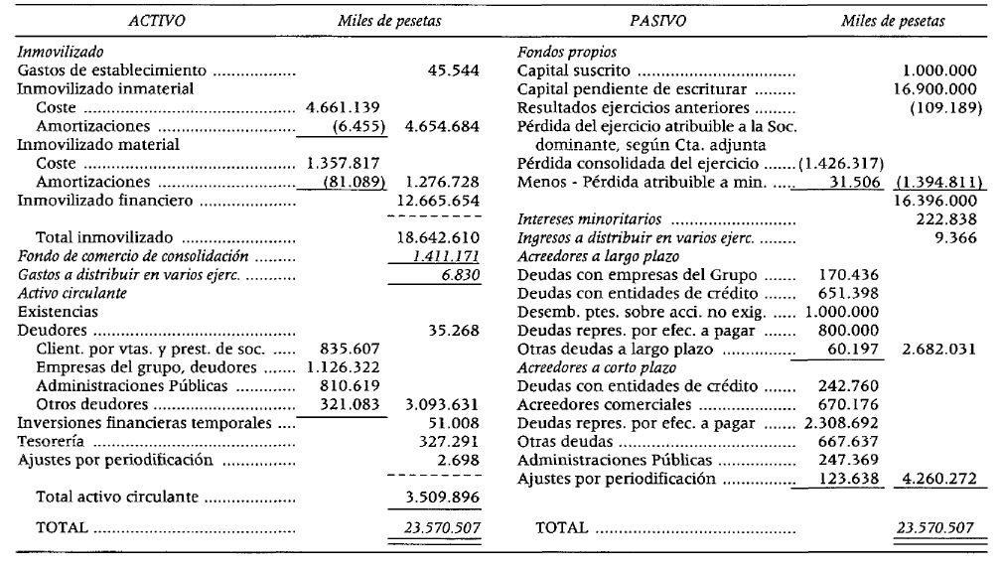 ACTIVO Miles de pesetas
Inmovilizado
Gastos de establecimiento .................. 45.544
Inmovilizado inmaterial
Coste ............................................ 4.661.139
Amortizaciones .............................. (6.455) 4.654.684
Inmovilizado material
Coste ............................................ 1.357.817
Amortizaciones .............................. (81.089) 1.276.728
Inmovilizado financiero ..................... 12.665.654
Total inmovilizado .......................... 18.642.610
Fondo de comercio de consolidación ......... 1.411.171
Gastos a distribuir en varios ejerc. ........... 6.830
Activo circulante
Existencias
Deudores ............................................ 35.268
Client. por vtas. y prest. de soc. ..... 835.607
Empresas del grupo, deudores ....... 1.126.322
Administraciones Públicas ............ 810.619
Otros deudores ............................... 321.083 3.093.631
Inversiones financieras temporales .... 51.008
Tesorería ............................................. 327.291
Ajustes por periodificación ................ 2.698
Total activo circulante .................... 3.509.896
TOTAL ............................................ 23.570.507
PASIVO Miles de pesetas
Fondos propios
Capital suscrito .................................. 1.000.000
Capital pendiente de escriturar ......... 16.900.000
Resultados ejercicios anteriores ......... (109.189)
Pérdida del ejercicio atribuible a la Soc.
dominante, según Cta. adjunta
Pérdida consolidada del ejercicio ....... (1.426.317)
Menos - Pérdida atribuible a min. ..... 31.506 (1.394.811)
16.396.000
Intereses minoritarios ........................... 222.838
Ingresos a distribuir en varios ejerc. ........ 9.366
Acreedores a largo plazo
Deudas con empresas del Grupo ....... 170.436
Deudas con entidades de crédito ....... 651.398
Desemb. ptes. sobre acci. no exig. ..... 1.000.000
Deudas repres. por efec. a pagar ....... 800.000
Otras deudas a largo plazo ................ 60.197 2.682.031
Acreedores a corto plazo
Deudas con entidades de crédito ....... 242.760
Acreedores comerciales ..................... 670.176
Deudas repres. por efec. a pagar ....... 2.308.692
Otras deudas ...................................... 667.637
Administraciones Públicas ................. 247.369
Ajustes por periodificación ................ 123.638 4.260.272
TOTAL ........................................... 23.570.507